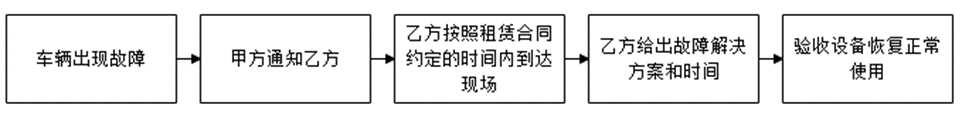 车辆出现故障
甲方通知乙方
乙方按照租赁合同
约定的时间内到达
现场
乙方给出故障解决
方案和时间
验收设备恢复正常
使用